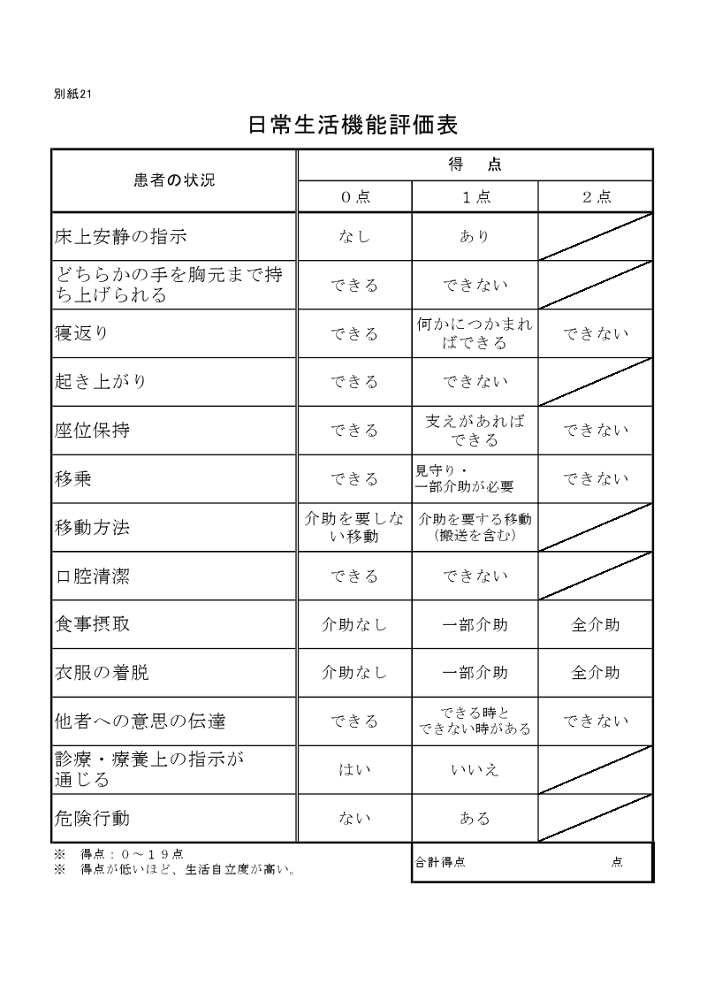 別紙21
日常生活機能評価表
患者の状況
得　点
０点 １点 ２点
床上安静の指示 なし あり
どちらかの手を胸元まで持
ち上げられる
できる できない
寝返り
できる
何かにつかまれ
ばできる
できない
起き上がり できる できない
座位保持
できる
支えがあれば
できる
できない
移乗
できる
見守り・
一部介助が必要
できない
移動方法
介助を要しな
い移動
介助を要する移動
（搬送を含む）
口腔清潔 できる できない
食事摂取 介助なし 一部介助 全介助
衣服の着脱 介助なし 一部介助 全介助
他者への意思の伝達
できる
できる時と
できない時がある
できない
診療・療養上の指示が
通じる
はい いいえ
危険行動 ない ある
※　得点：０～１９点
※　得点が低いほど、生活自立度が高い。
合計得点 点